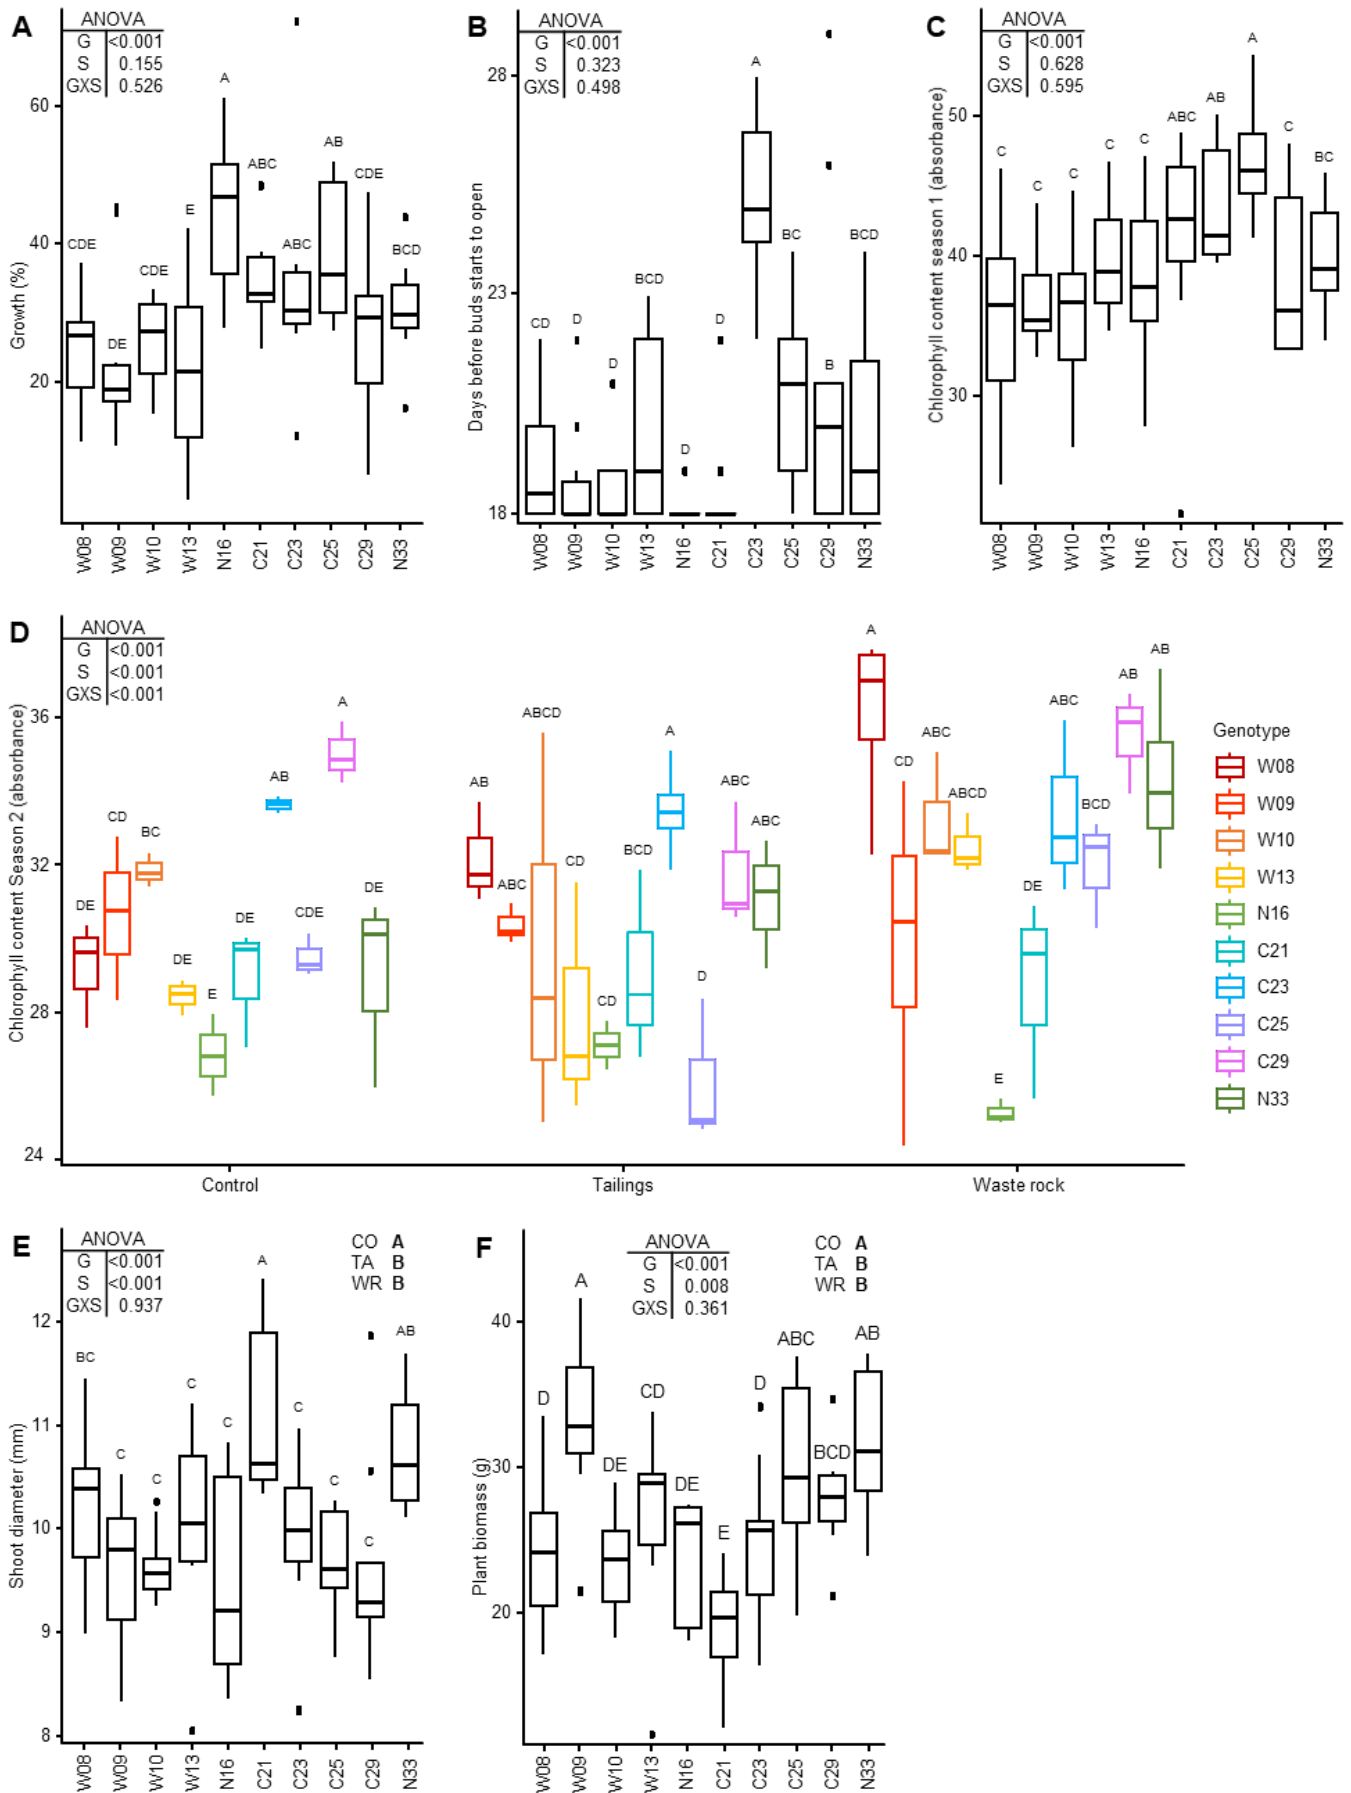 A
ANOVA
G <0.001
S 0.155
GXS 0.526
Growth (%)
60
40
20
CDE
DE
CDE
E
A
ABC
ABC
AB
CDE
BCD
W08 W09 W10 W13 N16 C21 C23 C25 C29 N33
B
ANOVA
G <0.001
S 0.323
GXS 0.498
Days before buds starts to open
28
23
18
CD
D
D
BCD
D
D
A
BC
B
BCD
W08 W09 W10 W13 N16 C21 C23 C25 C29 N33
C
ANOVA
G <0.001
S 0.628
GXS 0.595
Chlorophyll content season 1 (absorbance)
50
40
30
C
C
C
C
C
ABC
AB
A
C
BC
W08 W09 W10 W13 N16 C21 C23 C25 C29 N33
D
ANOVA
G <0.001
S <0.001
GXS <0.001
Chlorophyll content Season 2 (absorbance)
36
32
28
24
DE
CD
BC
DE
E
DE
AB
CDE
A
DE
AB
ABC
ABCD
CD
CD
BCD
A
D
ABC
ABC
A
CD
ABC
ABCD
E
DE
ABC
BCD
AB
AB
Control Tailings Waste rock
Genotype
W08
W09
W10
W13
N16
C21
C23
C25
C29
N33
E
ANOVA
G <0.001
S <0.001
GXS 0.937
CO A
TA B
WR B
Shoot diameter (mm)
12
11
10
9
8
BC
C
C
C
C
A
C
C
C
AB
W08 W09 W10 W13 N16 C21 C23 C25 C29 N33
F
ANOVA
G <0.001
S 0.008
GXS 0.361
CO A
TA B
WR B
Plant biomass (g)
40
30
20
D
A
DE
CD
DE
E
D
ABC
BCD
AB
W08 W09 W10 W13 N16 C21 C23 C25 C29 N33